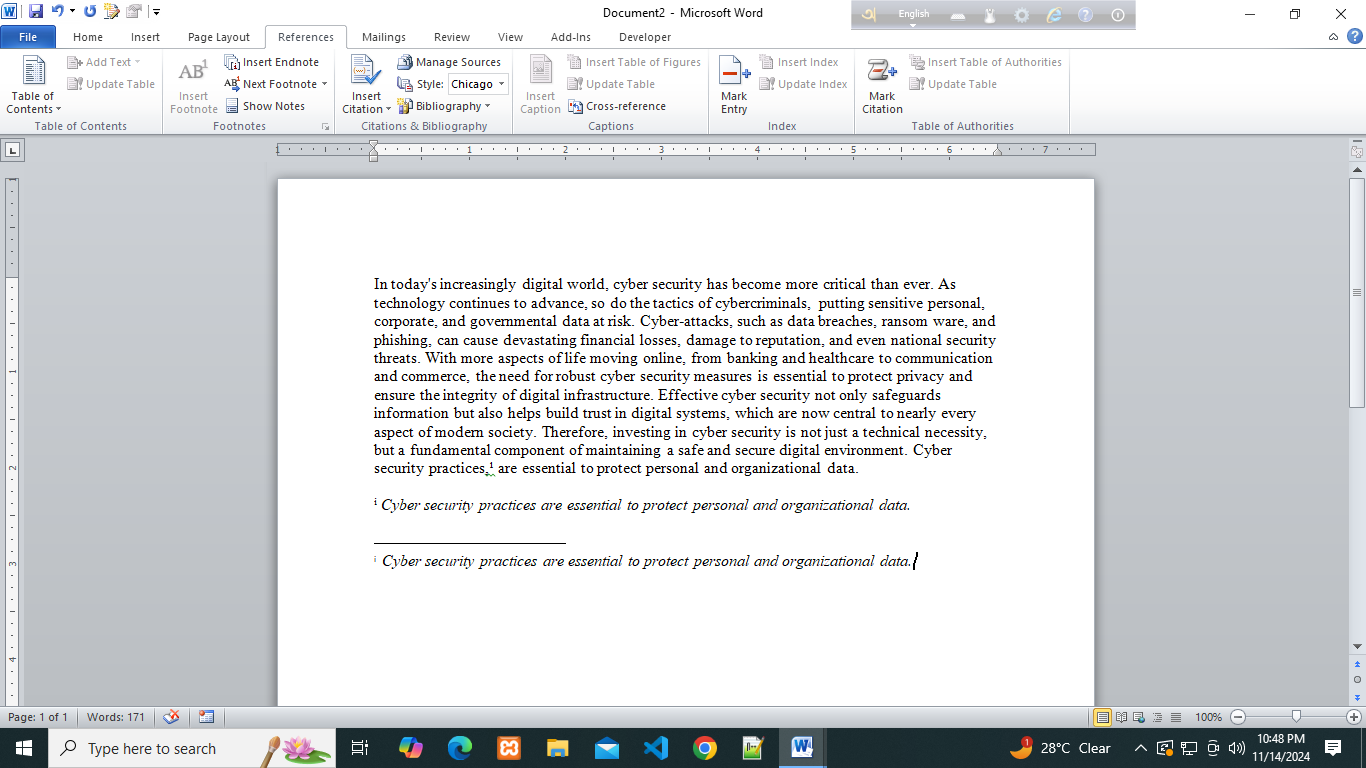 Document2 - Microsoft Word
English
File Home Insert Page Layout References Mailings Review View Add-Ins Developer
Table of Contents
Add Text
Update Table
Table of Contents
AB¹
Insert Footnote
Insert Endnote
Next Footnote
Show Notes
Footnotes
Insert Citation
Manage Sources
Style: Chicago
Bibliography
Citations & Bibliography
Insert Caption
Insert Table of Figures
Update Table
Cross-reference
Captions
Mark Entry
Insert Index
Update Index
Index
Mark Citation
Insert Table of Authorities
Update Table
Table of Authorities
1 1 2 3 4 5 6 7
In today's increasingly digital world, cyber security has become more critical than ever. As
technology continues to advance, so do the tactics of cybercriminals, putting sensitive personal,
corporate, and governmental data at risk. Cyber-attacks, such as data breaches, ransom ware, and
phishing, can cause devastating financial losses, damage to reputation, and even national security
threats. With more aspects of life moving online, from banking and healthcare to communication
and commerce, the need for robust cyber security measures is essential to protect privacy and
ensure the integrity of digital infrastructure. Effective cyber security not only safeguards
information but also helps build trust in digital systems, which are now central to nearly every
aspect of modern society. Therefore, investing in cyber security is not just a technical necessity,
but a fundamental component of maintaining a safe and secure digital environment. Cyber
security practices,¹ are essential to protect personal and organizational data.
ⁱ Cyber security practices are essential to protect personal and organizational data.
ⁱ Cyber security practices are essential to protect personal and organizational data.
1
2
3
4
Page: 1 of 1 Words: 171 100%
Type here to search 28°C Clear 10:48 PM
11/14/2024